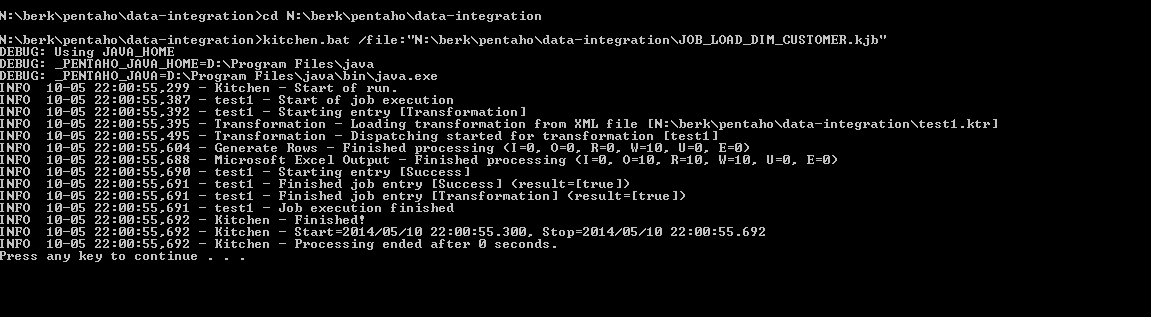 N:\berk\pentaho\data-integration>cd N:\berk\pentaho\data-integration
N:\berk\pentaho\data-integration>kitchen.bat /file:"N:\berk\pentaho\data-integration\JOB_LOAD_DIM_CUSTOMER.kjb"
DEBUG: Using JAVA_HOME
DEBUG: _PENTAHO_JAVA_HOME=D:\Program Files\java
DEBUG: _PENTAHO_JAVA=D:\Program Files\java\bin\java.exe
INFO  10-05 22:00:55,299 - Kitchen - Start of run.
INFO  10-05 22:00:55,387 - test1 - Start of job execution
INFO  10-05 22:00:55,392 - test1 - Starting entry [Transformation]
INFO  10-05 22:00:55,395 - Transformation - Loading transformation from XML file [N:\berk\pentaho\data-integration\test1.ktr]
INFO  10-05 22:00:55,495 - Transformation - Dispatching started for transformation [test1]
INFO  10-05 22:00:55,604 - Generate Rows - Finished processing (I=0, O=0, R=0, W=10, U=0, E=0)
INFO  10-05 22:00:55,688 - Microsoft Excel Output - Finished processing (I=0, O=10, R=10, W=10, U=0, E=0)
INFO  10-05 22:00:55,690 - test1 - Starting entry [Success]
INFO  10-05 22:00:55,691 - test1 - Finished job entry [Success] (result=[true])
INFO  10-05 22:00:55,691 - test1 - Finished job entry [Transformation] (result=[true])
INFO  10-05 22:00:55,691 - test1 - Job execution finished
INFO  10-05 22:00:55,692 - Kitchen - Finished!
INFO  10-05 22:00:55,692 - Kitchen - Start=2014/05/10 22:00:55.300, Stop=2014/05/10 22:00:55.692
INFO  10-05 22:00:55,692 - Kitchen - Processing ended after 0 seconds.
Press any key to continue . . .